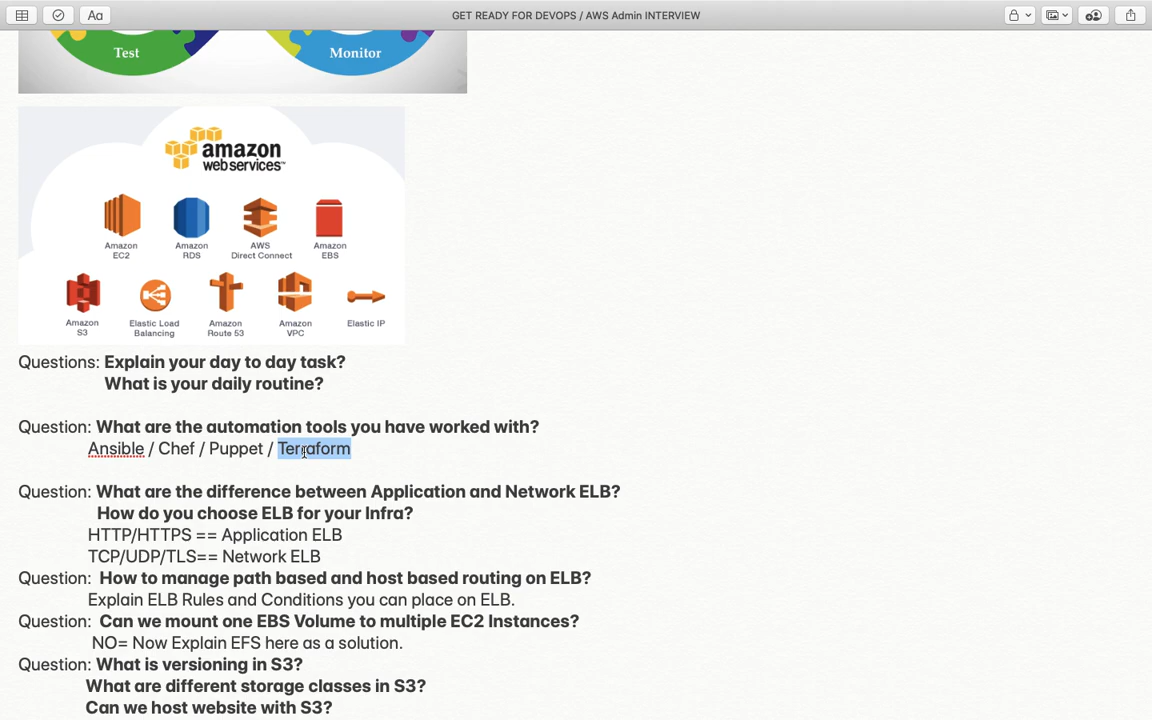 Aa
GET READY FOR DEVOPS / AWS Admin INTERVIEW
Test
Monitor
amazon
webservices™
Amazon EC2
Amazon RDS
AWS Direct Connect
Amazon EBS
Amazon S3
Elastic Load Balancing
Amazon Route 53
Amazon VPC
Elastic IP
Questions: Explain your day to day task?
What is your daily routine?
Question: What are the automation tools you have worked with?
Ansible / Chef / Puppet / Terraform
Question: What are the difference between Application and Network ELB?
How do you choose ELB for your Infra?
HTTP/HTTPS == Application ELB
TCP/UDP/TLS== Network ELB
Question: How to manage path based and host based routing on ELB?
Explain ELB Rules and Conditions you can place on ELB.
Question: Can we mount one EBS Volume to multiple EC2 Instances?
NO= Now Explain EFS here as a solution.
Question: What is versioning in S3?
What are different storage classes in S3?
Can we host website with S3?